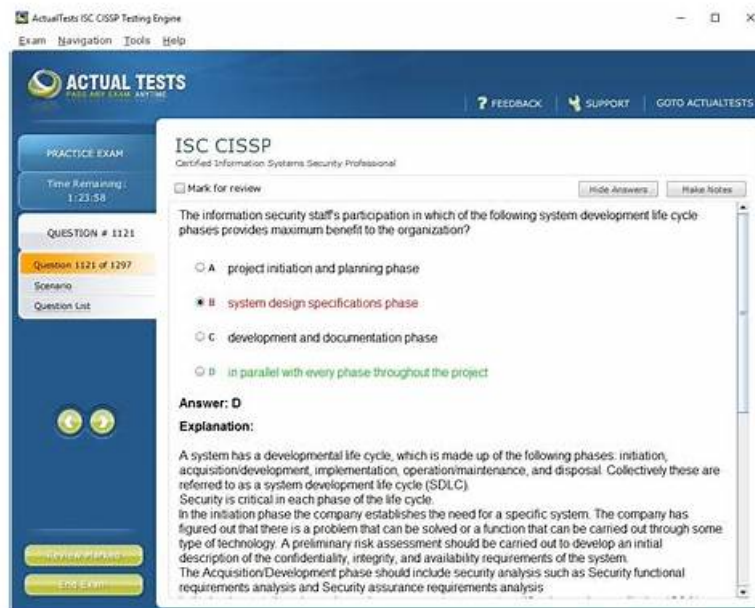 ActualTests ISC CISSP Testing Engine
Exam Navigation Tools Help
ACTUAL TESTS
PASS ANY EXAM ANYTIME
? FEEDBACK
SUPPORT
GOTO ACTUALTESTS
PRACTICE EXAM
Time Remaining:
1:23:58
QUESTION # 1121
Question 1121 of 1297
Scenario
Question List
Review Marked
End Exam
ISC CISSP
Certified Information Systems Security Professional
Mark for review
Hide Answers
Make Notes
The information security staff's participation in which of the following system development life cycle
phases provides maximum benefit to the organization?
A project initiation and planning phase
B system design specifications phase
C development and documentation phase
D in parallel with every phase throughout the project
Answer: D
Explanation:
A system has a developmental life cycle, which is made up of the following phases: initiation,
acquisition/development, implementation, operation/maintenance, and disposal. Collectively these are
referred to as a system development life cycle (SDLC).
Security is critical in each phase of the life cycle.
In the initiation phase the company establishes the need for a specific system. The company has
figured out that there is a problem that can be solved or a function that can be carried out through some
type of technology. A preliminary risk assessment should be carried out to develop an initial
description of the confidentiality, integrity, and availability requirements of the system.
The Acquisition/Development phase should include security analysis such as Security functional
requirements analysis and Security assurance requirements analysis